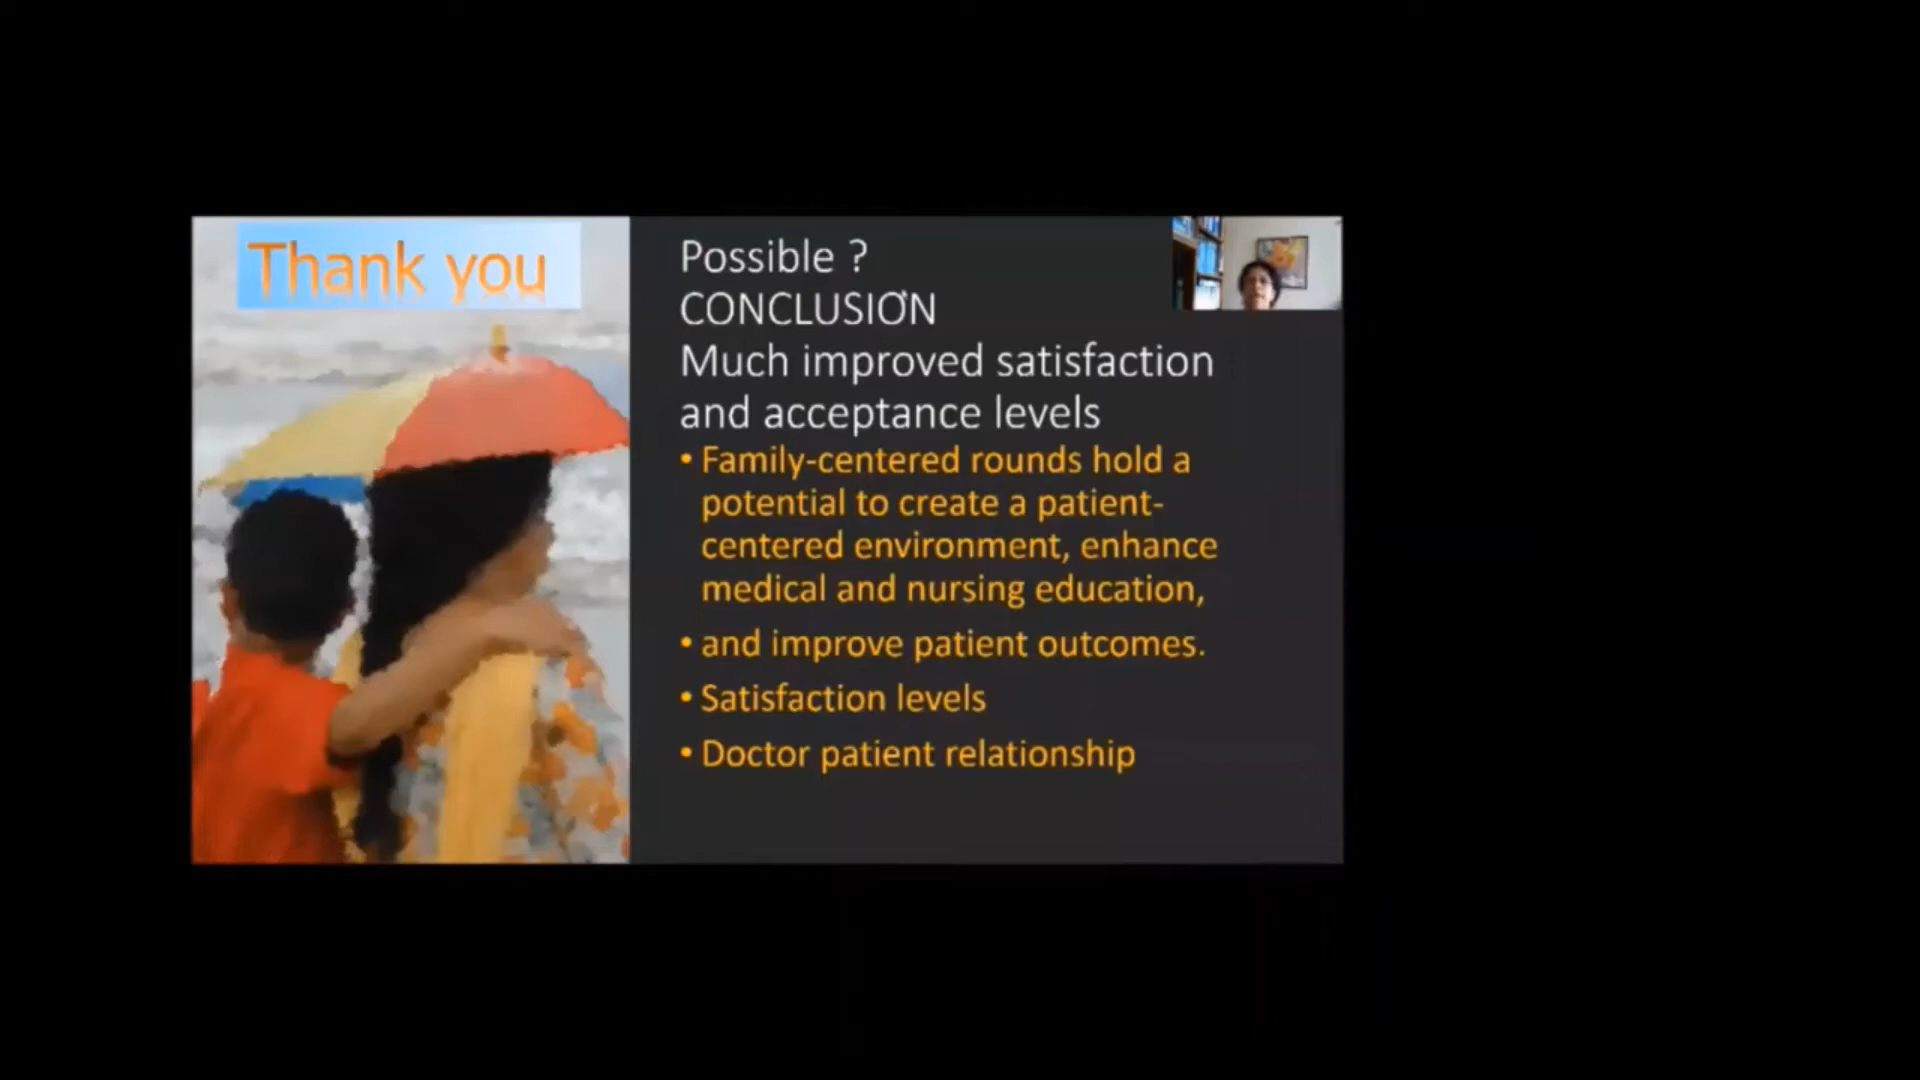 Thank you
Possible ?
CONCLUSION
Much improved satisfaction
and acceptance levels
• Family-centered rounds hold a
potential to create a patient-
centered environment, enhance
medical and nursing education,
• and improve patient outcomes.
• Satisfaction levels
• Doctor patient relationship